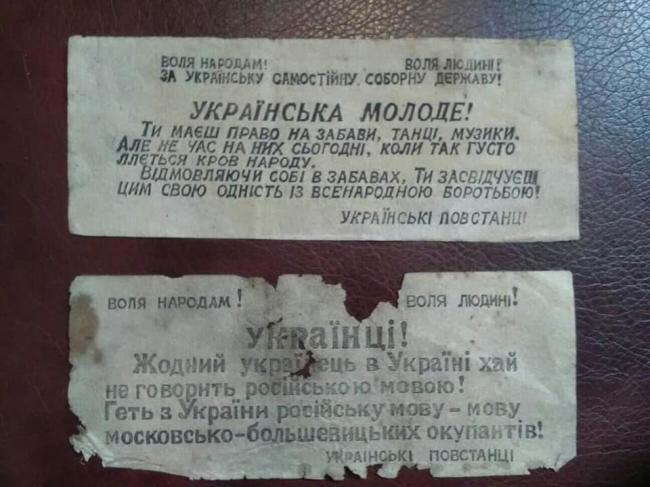 ВОЛЯ НАРОДАМ! ВОЛЯ ЛЮДИНІ!
ЗА УКРАЇНСЬКУ САМОСТІЙНУ СОБОРНУ ДЕРЖАВУ!
УКРАЇНСЬКА МОЛОДЕ!
ТИ МАЄШ ПРАВО НА ЗАБАВИ, ТАНЦІ, МУЗИКИ.
АЛЕ НЕ ЧАС НА НИХ СЬОГОДНІ, КОЛИ ТАК ГУСТО
ЛЛЄТЬСЯ КРОВ НАРОДУ.
ВІДМОВЛЯЮЧИ СОБІ В ЗАБАВАХ, ТИ ЗАСВІДЧУЄШ
ЦИМ СВОЮ ОДНІСТЬ ІЗ ВСЕНАРОДНОЮ БОРОТЬБОЮ!
УКРАЇНСЬКІ ПОВСТАНЦІ
ВОЛЯ НАРОДАМ! ВОЛЯ ЛЮДИНІ!
УКРАЇНЦІ!
Жодний українець в Україні хай
не говорить російською мовою!
Геть з України російську мову – мову
московсько-большевицьких окупантів!
УКРАЇНСЬКІ ПОВСТАНЦІ